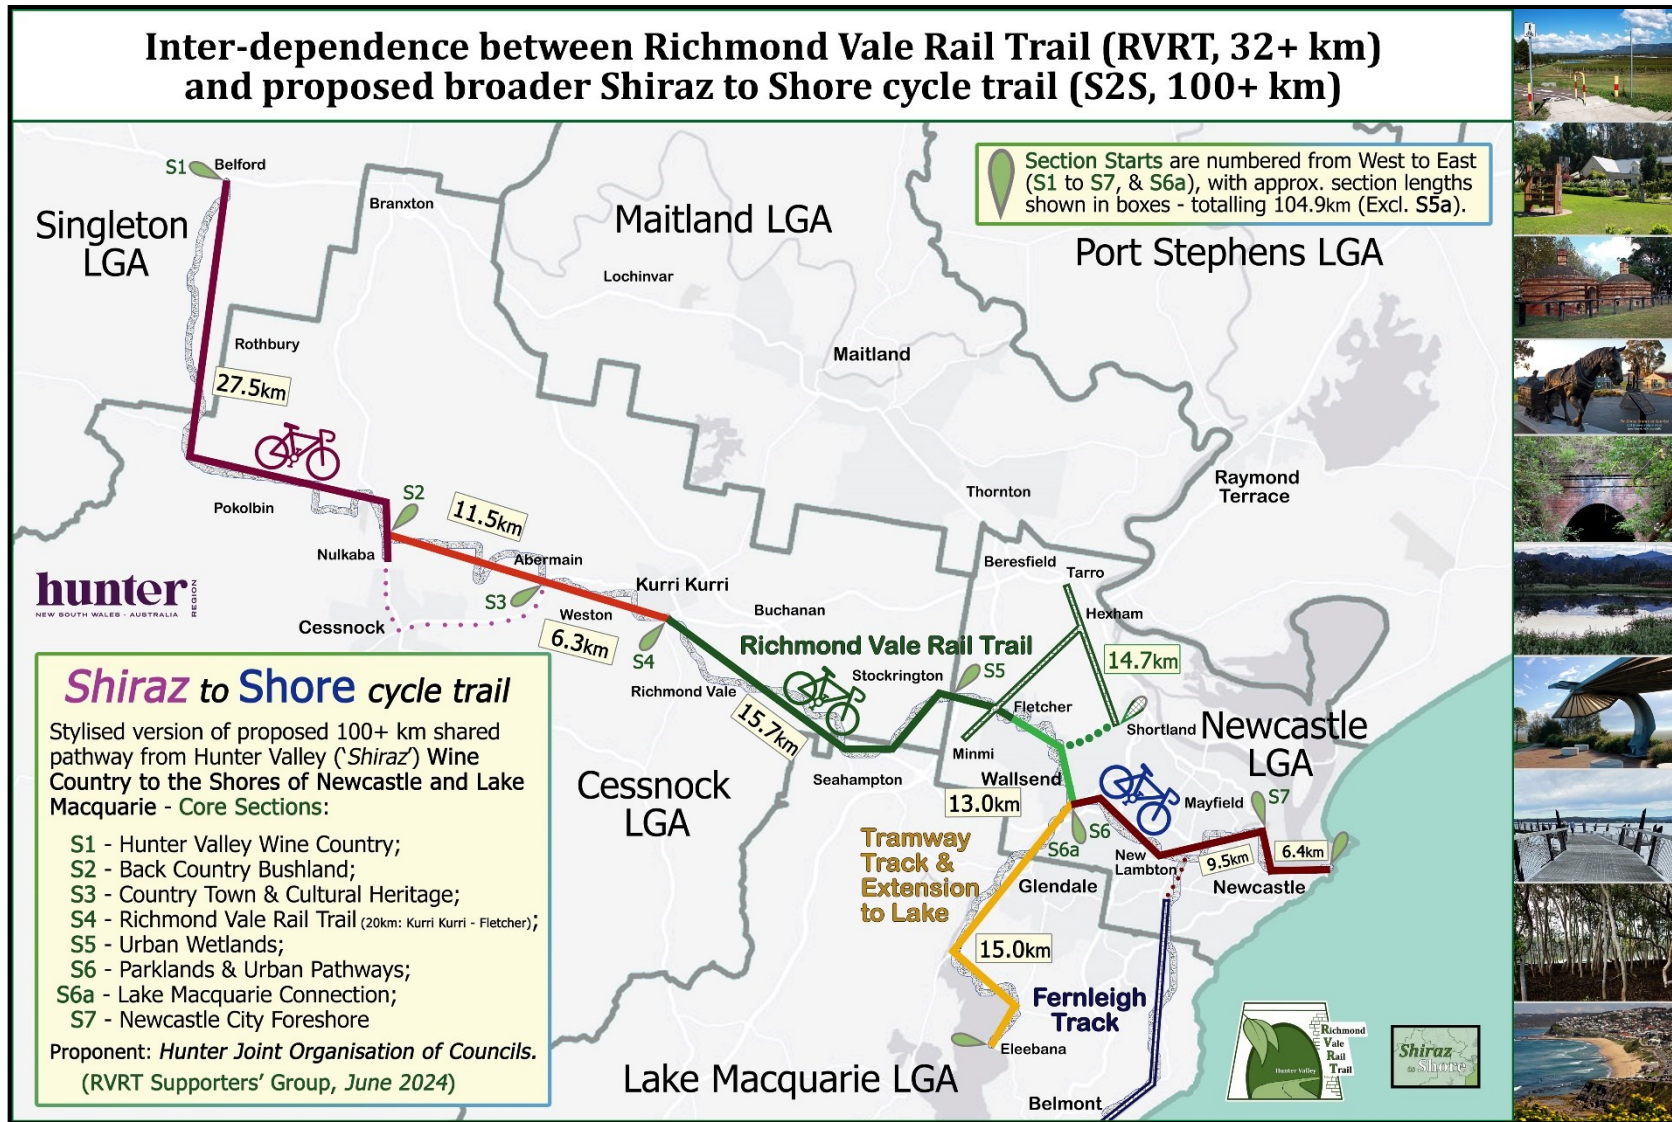 Inter-dependence between Richmond Vale Rail Trail (RVRT, 32+ km)
and proposed broader Shiraz to Shore cycle trail (S2S, 100+ km)
Section Starts are numbered from West to East
(S1 to S7, & S6a), with approx. section lengths
shown in boxes - totalling 104.9km (Excl. S5a).
S1
Belford
Singleton
LGA
Branxton
Maitland LGA
Port Stephens LGA
Lochinvar
Rothbury
Maitland
27.5km
Raymond
Terrace
Pokolbin
S2
11.5km
Thornton
Nulkaba
Abermain
Beresfield
Tarro
hunter
REGION
NEW SOUTH WALES - AUSTRALIA
S3
Kurri Kurri
Weston
Buchanan
Hexham
Cessnock
6.3km
S4
Richmond Vale Rail Trail
14.7km
Stockrington
S5
Richmond Vale
Fletcher
15.7km
Shortland
Newcastle
LGA
Minmi
Seahampton
Wallsend
Cessnock
LGA
13.0km
Mayfield
S7
S6
S6a
Tramway
Track &
Extension
to Lake
New
Lambton
9.5km
6.4km
Glendale
Newcastle
15.0km
Fernleigh
Track
Eleebana
Lake Macquarie LGA
Belmont
Shiraz to Shore cycle trail
Stylised version of proposed 100+ km shared
pathway from Hunter Valley (‘Shiraz’) Wine
Country to the Shores of Newcastle and Lake
Macquarie - Core Sections:
S1 - Hunter Valley Wine Country;
S2 - Back Country Bushland;
S3 - Country Town & Cultural Heritage;
S4 - Richmond Vale Rail Trail (20km: Kurri Kurri - Fletcher);
S5 - Urban Wetlands;
S6 - Parklands & Urban Pathways;
S6a - Lake Macquarie Connection;
S7 - Newcastle City Foreshore
Proponent: Hunter Joint Organisation of Councils.
(RVRT Supporters’ Group, June 2024)
Richmond
Vale
Rail
Trail
Hunter Valley
Shiraz
to Shore